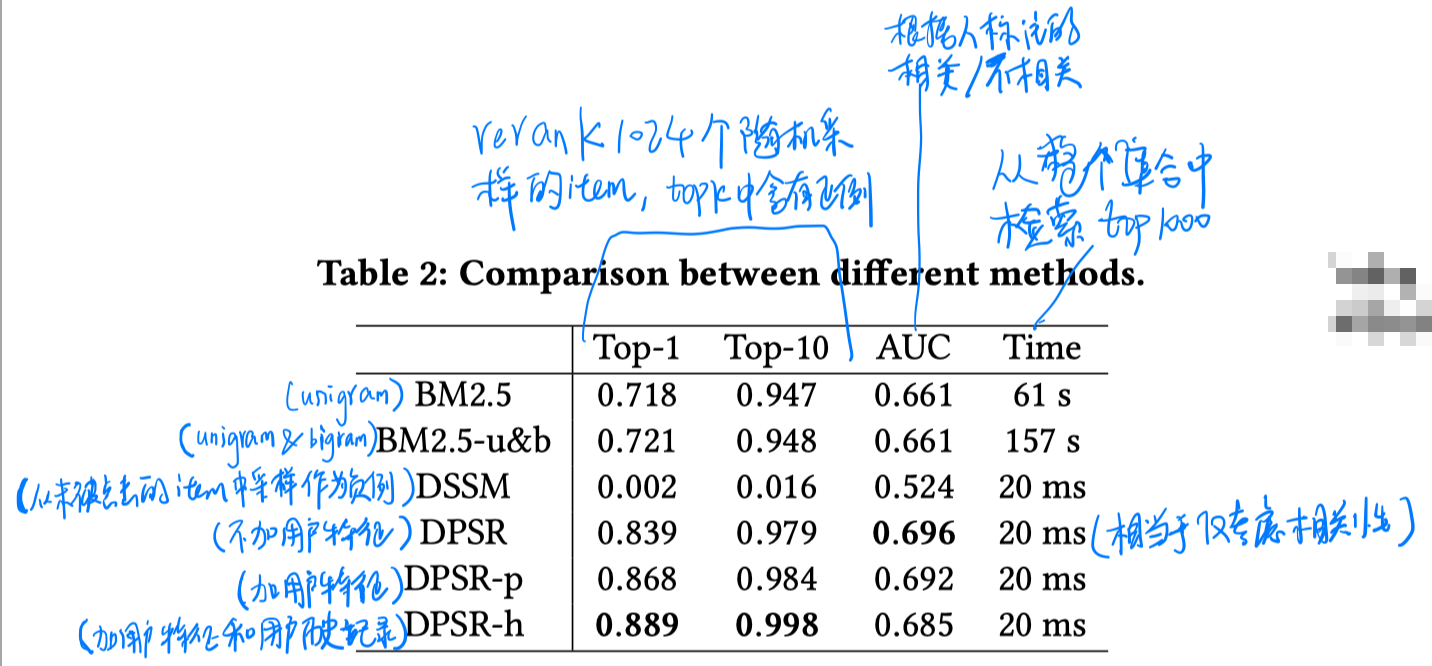 根据人标注的
相关/不相关
rerank 1024个随机采
样的item, topk中含有正例
从整个集合中
检索 top1000
Table 2: Comparison between different methods.
Top-1 Top-10 AUC Time
(unigram) BM2.5 0.718 0.947 0.661 61 s
(unigram & bigram) BM2.5-u&b 0.721 0.948 0.661 157 s
(从未被点击的item中采样作为负例) DSSM 0.002 0.016 0.524 20 ms
(不加用户特征) DPSR 0.839 0.979 0.696 20 ms (相当于仅考虑相关性)
(加用户特征) DPSR-p 0.868 0.984 0.692 20 ms
(加用户特征和用户历史记录) DPSR-h 0.889 0.998 0.685 20 ms